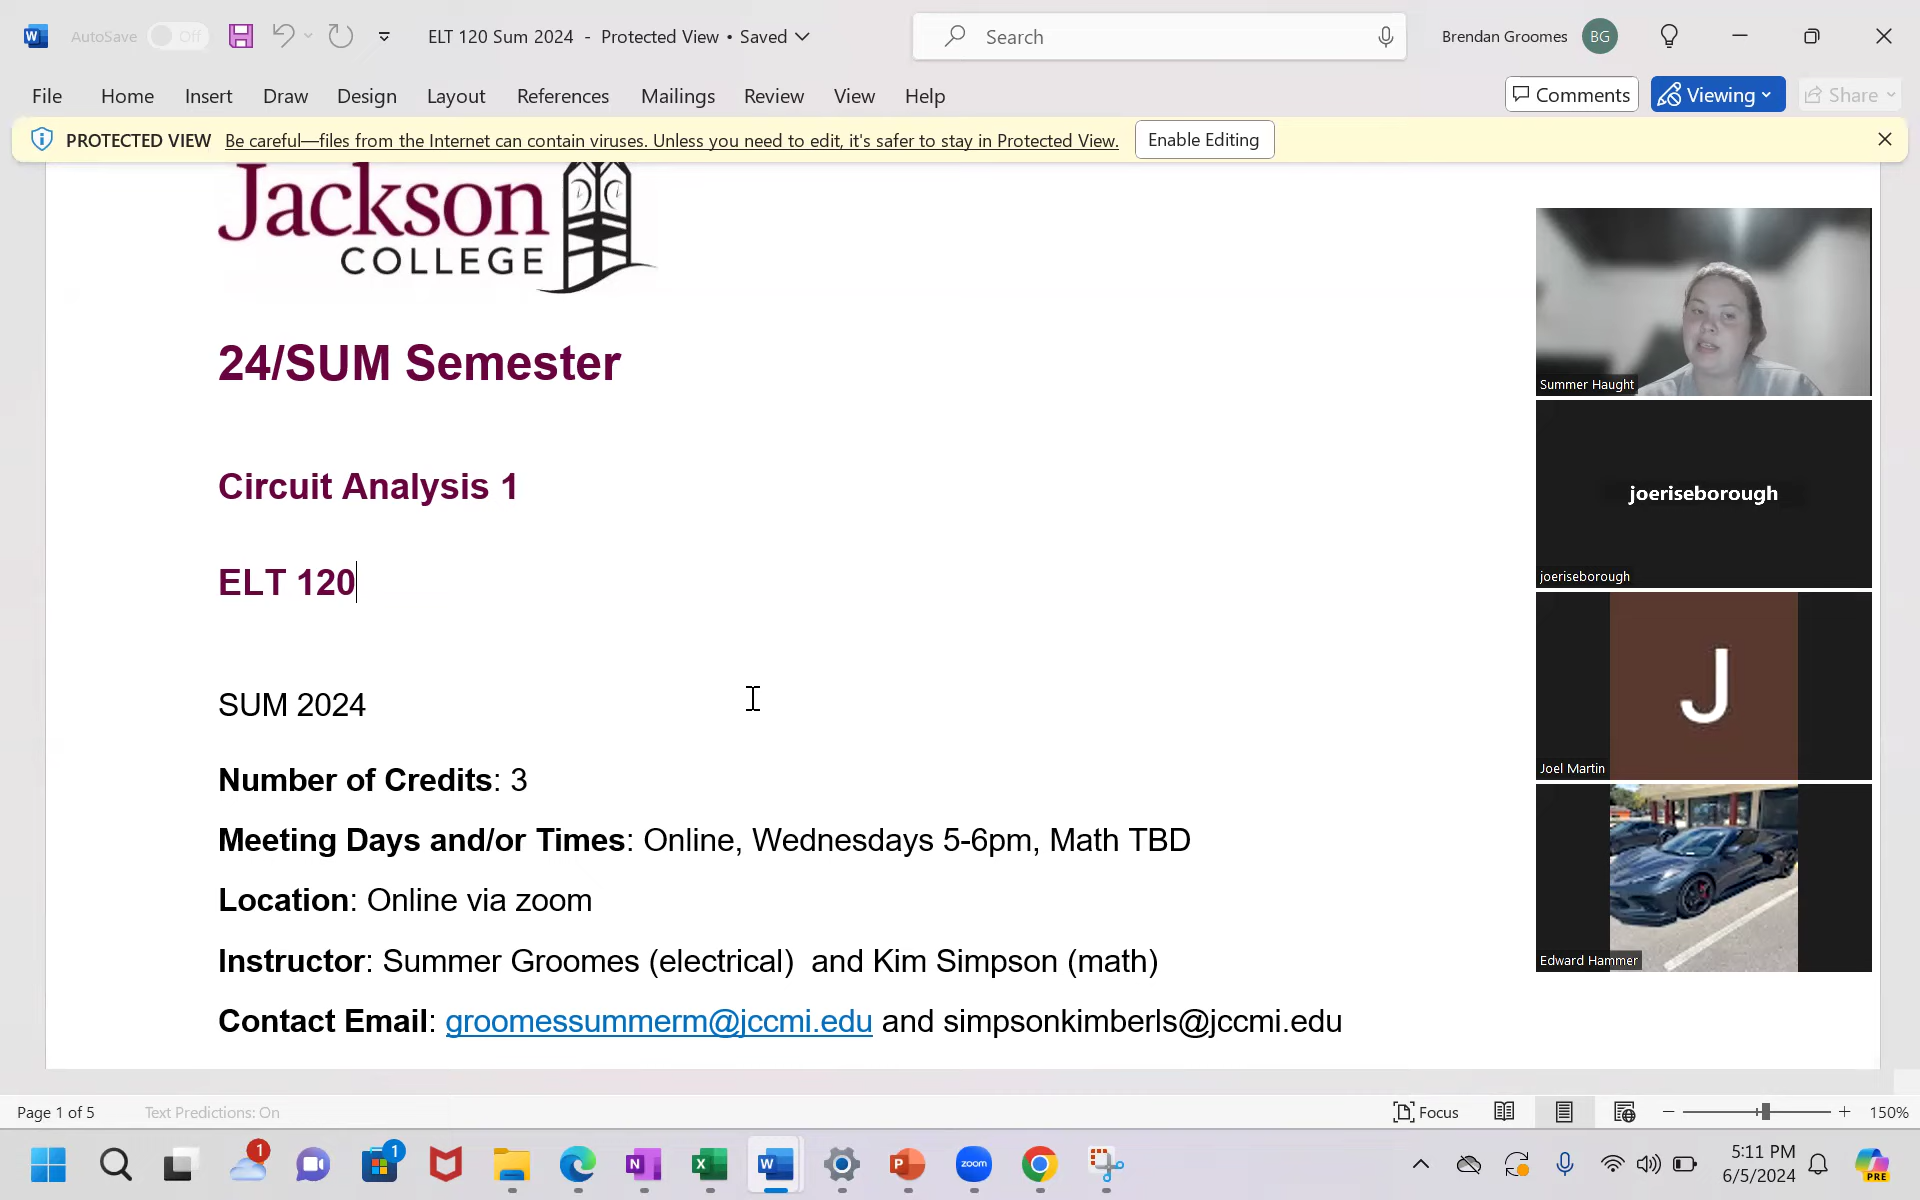 AutoSave Off ELT 120 Sum 2024 - Protected View • Saved Search Brendan Groomes BG
File Home Insert Draw Design Layout References Mailings Review View Help Comments Viewing Share
PROTECTED VIEW Be careful—files from the Internet can contain viruses. Unless you need to edit, it's safer to stay in Protected View. Enable Editing
Jackson
COLLEGE
24/SUM Semester
Circuit Analysis 1
ELT 120
SUM 2024
Number of Credits: 3
Meeting Days and/or Times: Online, Wednesdays 5-6pm, Math TBD
Location: Online via zoom
Instructor: Summer Groomes (electrical)  and Kim Simpson (math)
Contact Email: groomessummerm@jccmi.edu and simpsonkimberls@jccmi.edu
Summer Haught
joeriseborough
joeriseborough
J
Joel Martin
Edward Hammer
Page 1 of 5 Text Predictions: On Focus 150%
1 1 N X W P zoom PRE
5:11 PM
6/5/2024